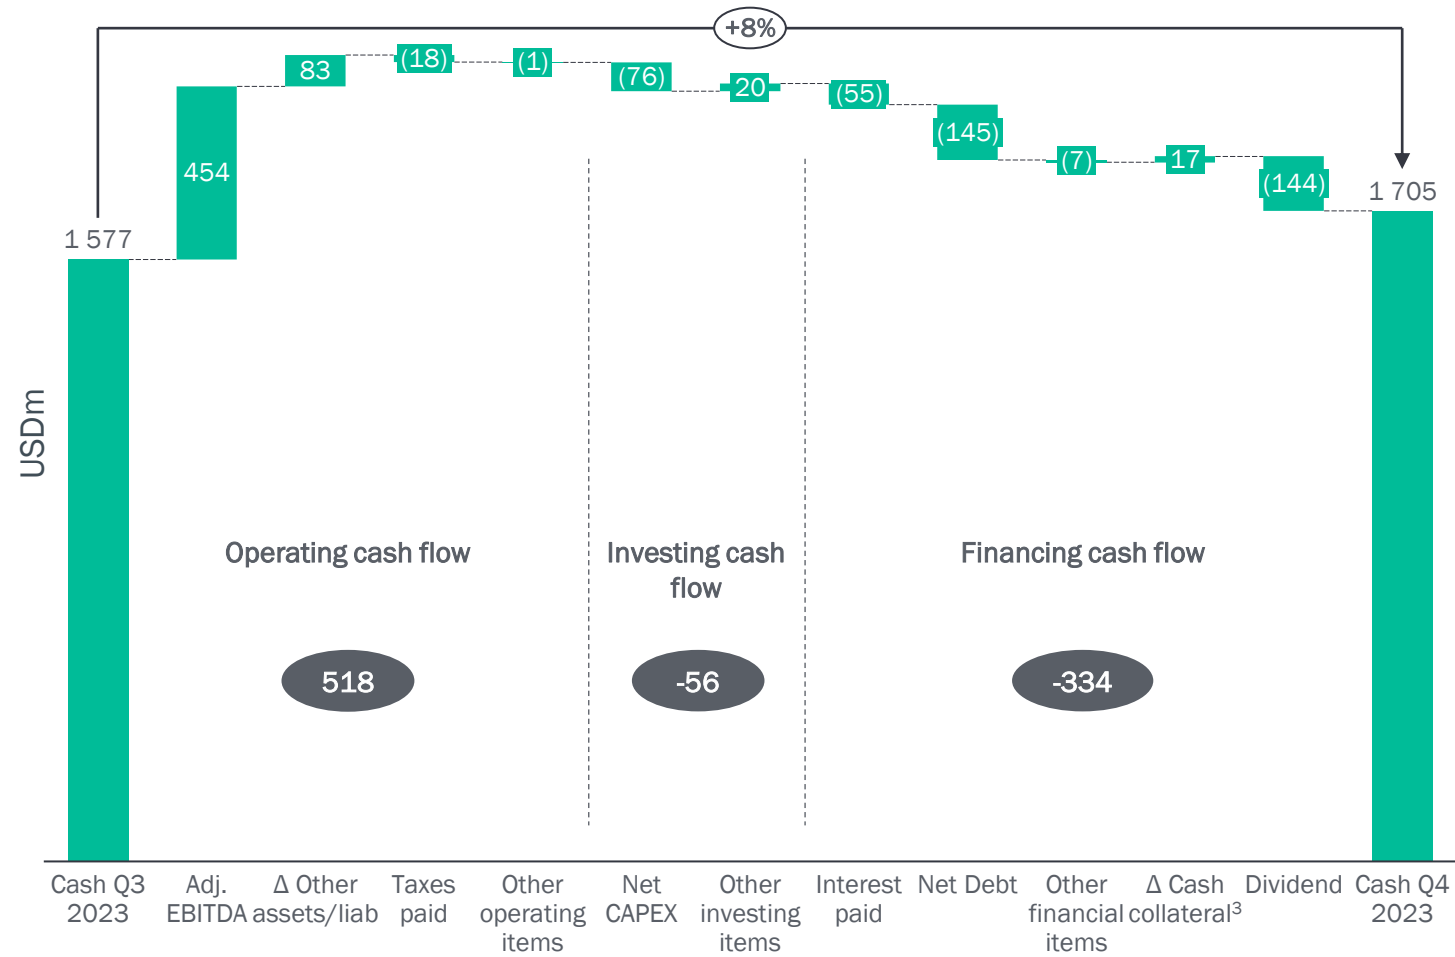 +8%
83
(18)
(1)
(76)
20
(55)
454
(145)
(7)
17
(144)
1 705
1 577
USDm
Operating cash flow
Investing cash
flow
Financing cash flow
518
-56
-334
Cash Q3
2023
Adj.
EBITDA
Δ Other
assets/liab
Taxes
paid
Other
operating
items
Net
CAPEX
Other
investing
items
Interest
paid
Net Debt
Other
financial
items
Δ Cash
collateral³
Dividend
Cash Q4
2023